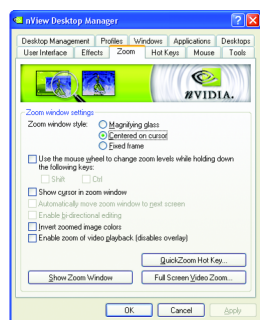 nView Desktop Manager
Desktop Management Profiles Windows Applications Desktops
User Interface Effects Zoom Hot Keys Mouse Tools
nVIDIA.
Zoom window settings
Zoom window style:
Magnifying glass
Centered on cursor
Fixed frame
Use the mouse wheel to change zoom levels while holding down
the following keys:
Shift Ctrl
Show cursor in zoom window
Automatically move zoom window to next screen
Enable bi-directional editing
Invert zoomed image colors
Enable zoom of video playback (disables overlay)
QuickZoom Hot Key...
Show Zoom Window Full Screen Video Zoom...
OK Cancel Apply